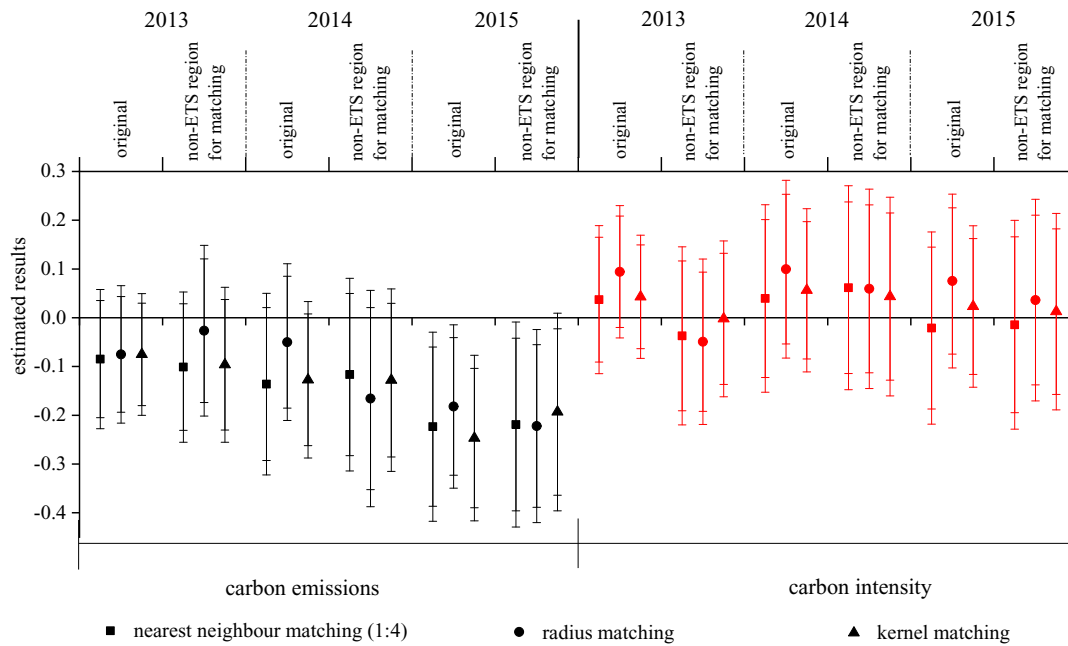 2013 2014 2015 2013 2014 2015
original
non-ETS region
for matching
original
non-ETS region
for matching
original
non-ETS region
for matching
original
non-ETS region
for matching
original
non-ETS region
for matching
original
non-ETS region
for matching
estimated results
0.3
0.2
0.1
0.0
-0.1
-0.2
-0.3
-0.4
carbon emissions carbon intensity
nearest neighbour matching (1:4) radius matching kernel matching